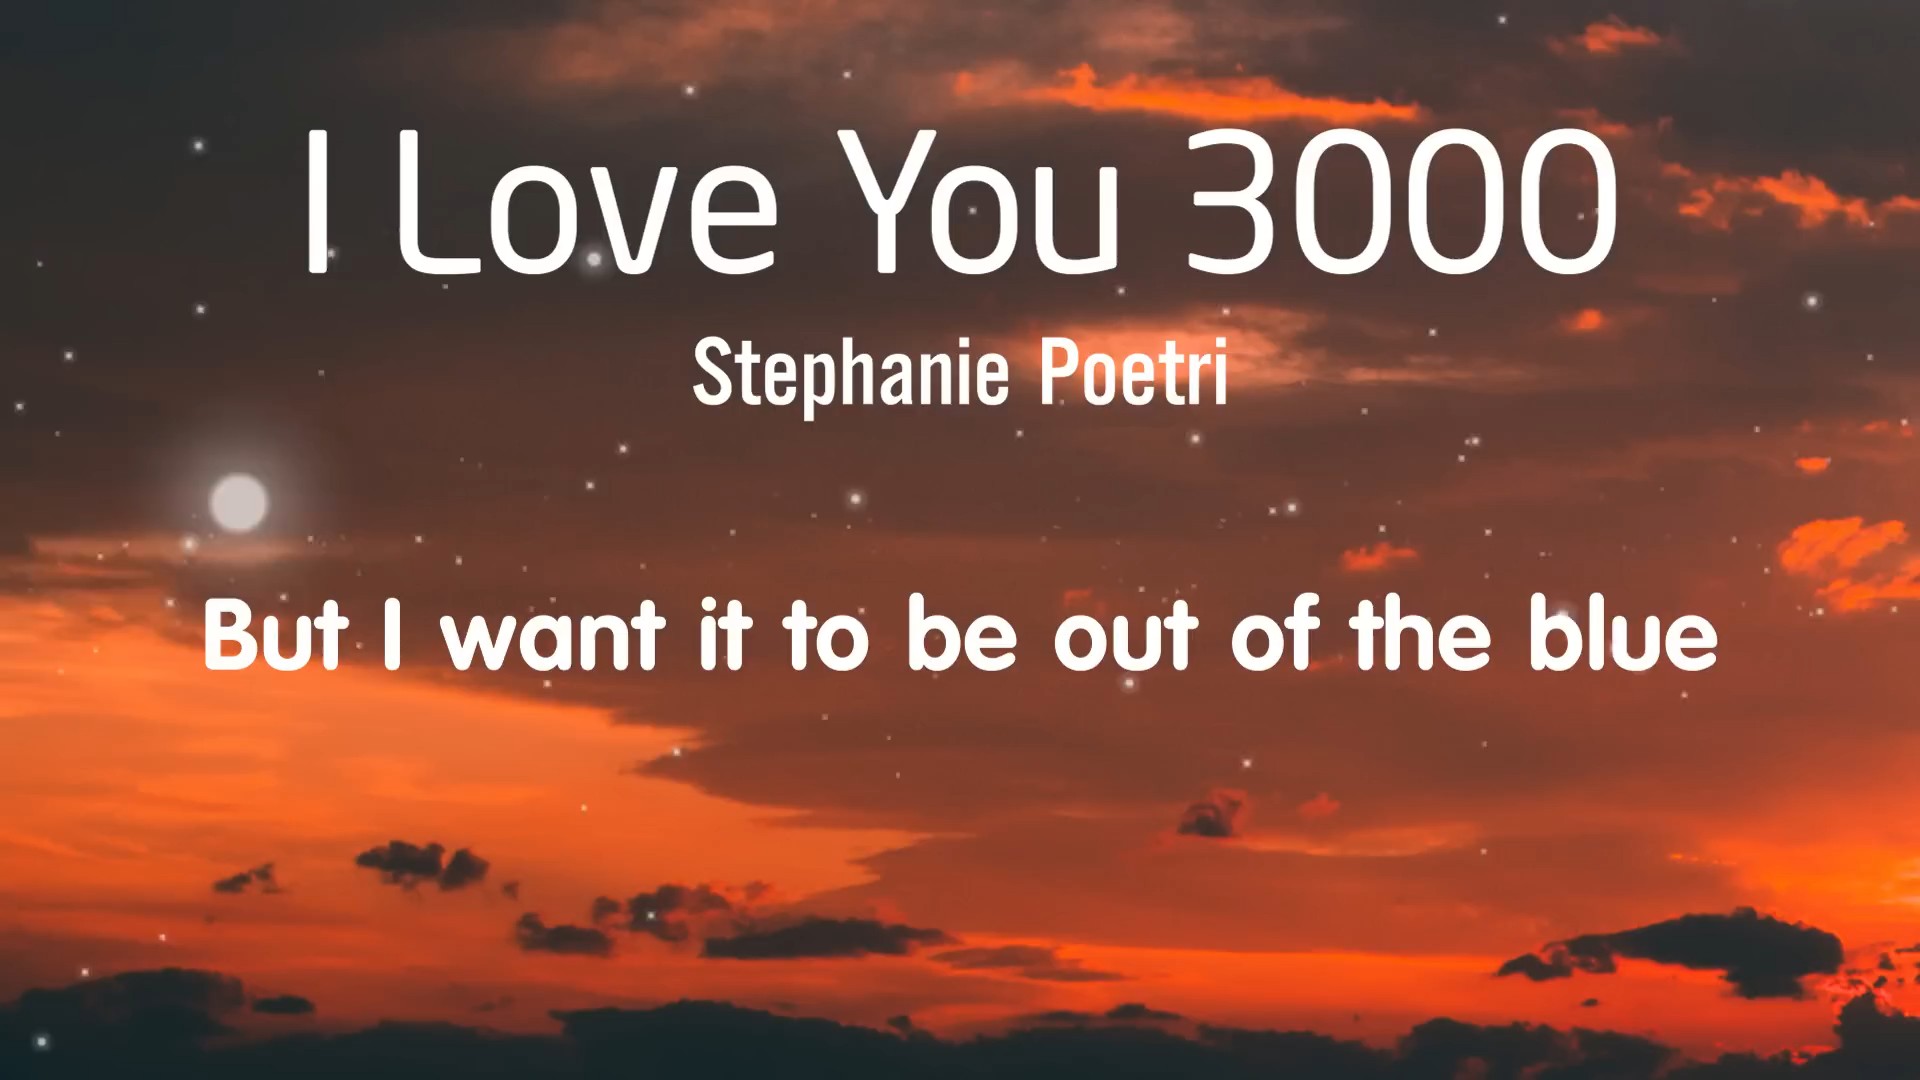 I Love You 3000
Stephanie Poetri
But I want it to be out of the blue